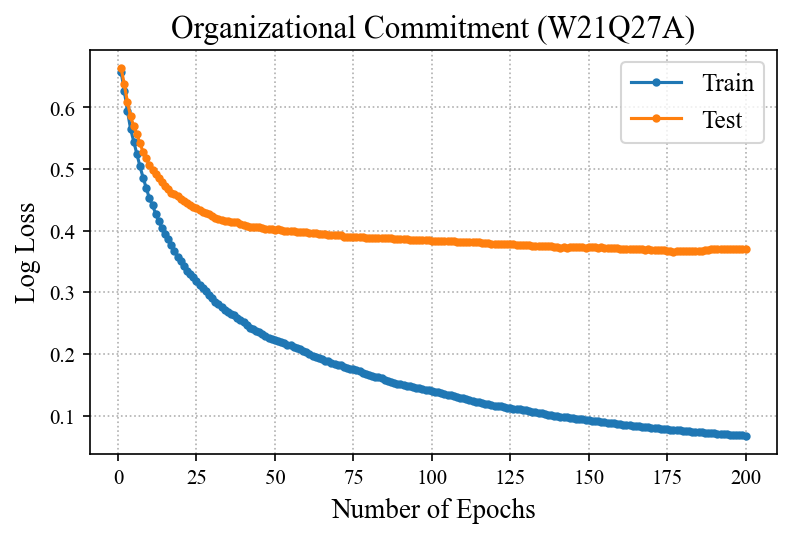 Organizational Commitment (W21Q27A)
Train
Test
Log Loss
0.6
0.5
0.4
0.3
0.2
0.1
0 25 50 75 100 125 150 175 200
Number of Epochs